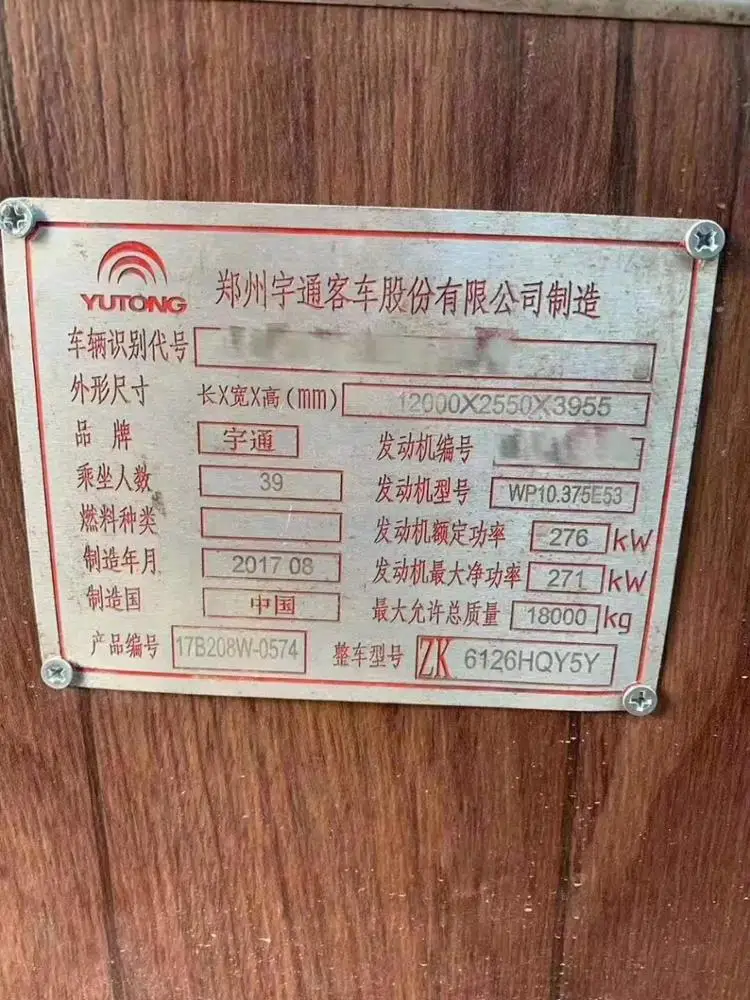 YUTONG 郑州宇通客车股份有限公司制造
车辆识别代号
外形尺寸 长X宽X高(mm) 12000X2550X3955
品牌 宇通 发动机编号
乘坐人数 39 发动机型号 WP10.375E53
燃料种类 发动机额定功率 276 kW
制造年月 2017 08 发动机最大净功率 271 kW
制造国 中国 最大允许总质量 18000 kg
产品编号 17B208W-0574 整车型号 ZK 6126HQY5Y